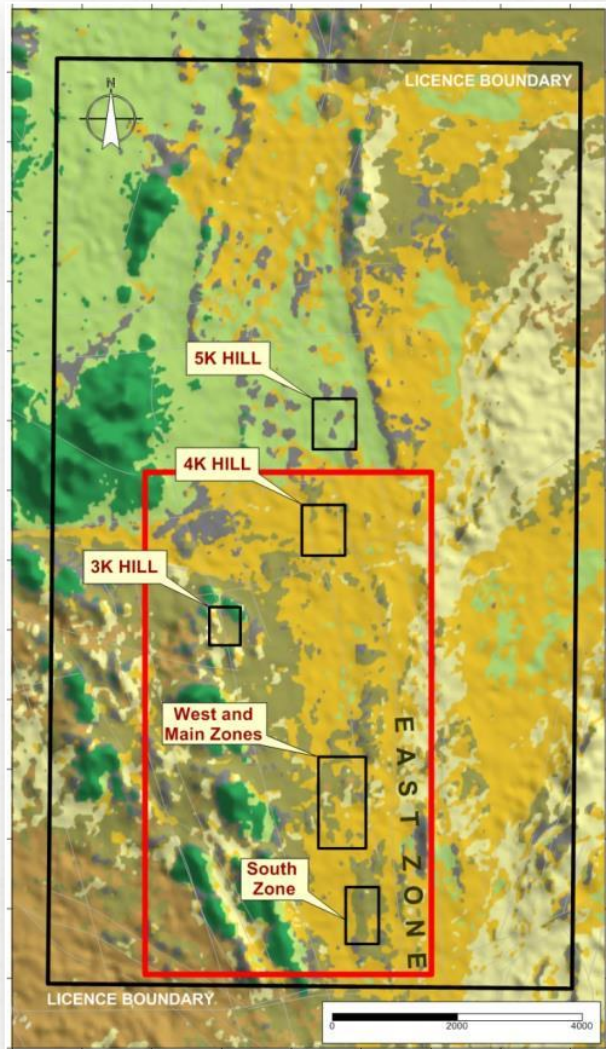 LICENCE BOUNDARY
N
5K HILL
4K HILL
3K HILL
West and
Main Zones
EAST ZONE
South
Zone
LICENCE BOUNDARY
0 2000 4000